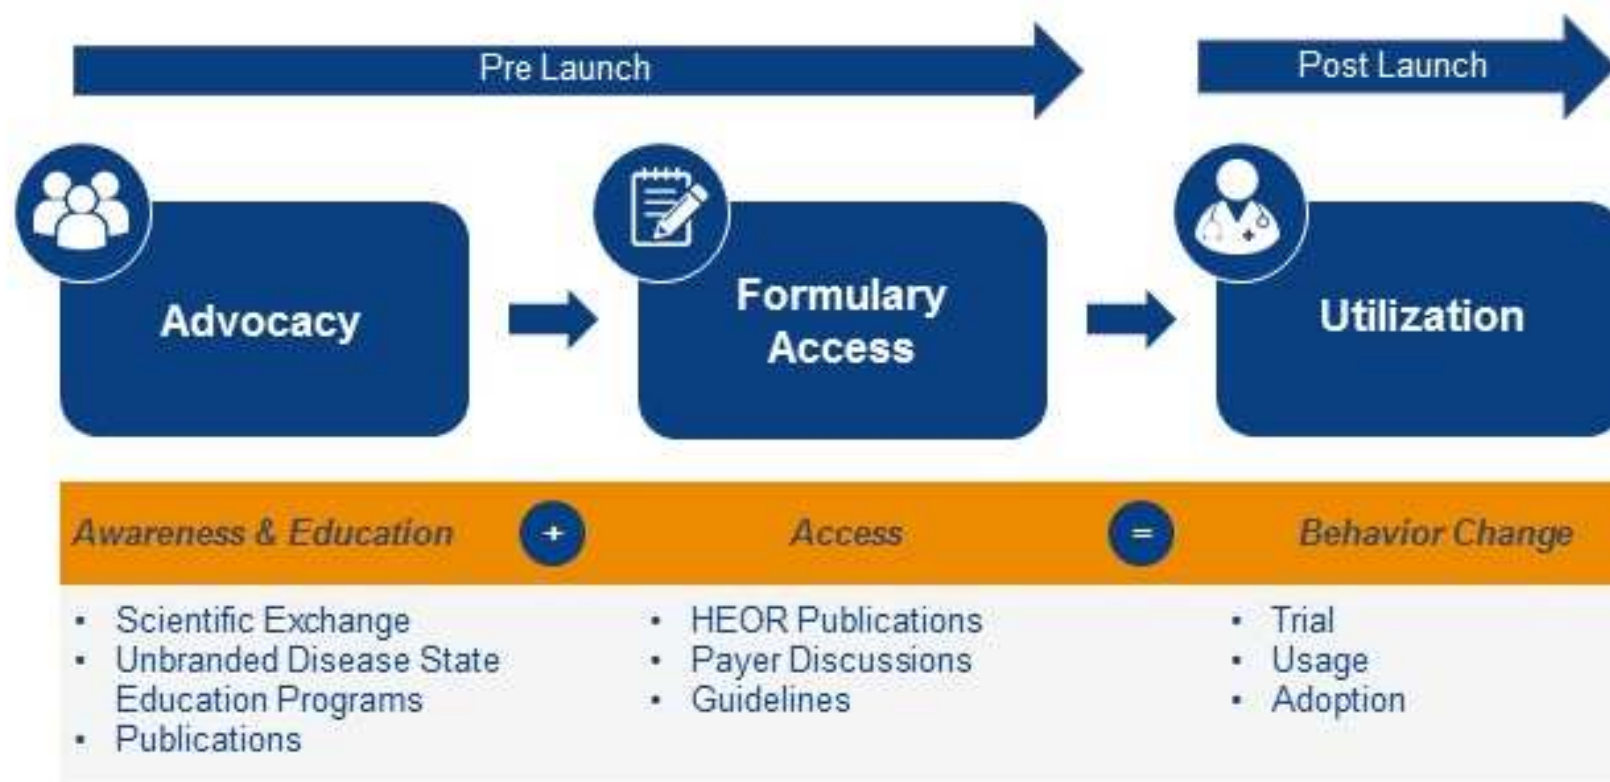 Pre Launch
Post Launch
Advocacy
Formulary
Access
Utilization
Awareness & Education
+
Access
=
Behavior Change
• Scientific Exchange
• Unbranded Disease State
Education Programs
• Publications
• HEOR Publications
• Payer Discussions
• Guidelines
• Trial
• Usage
• Adoption